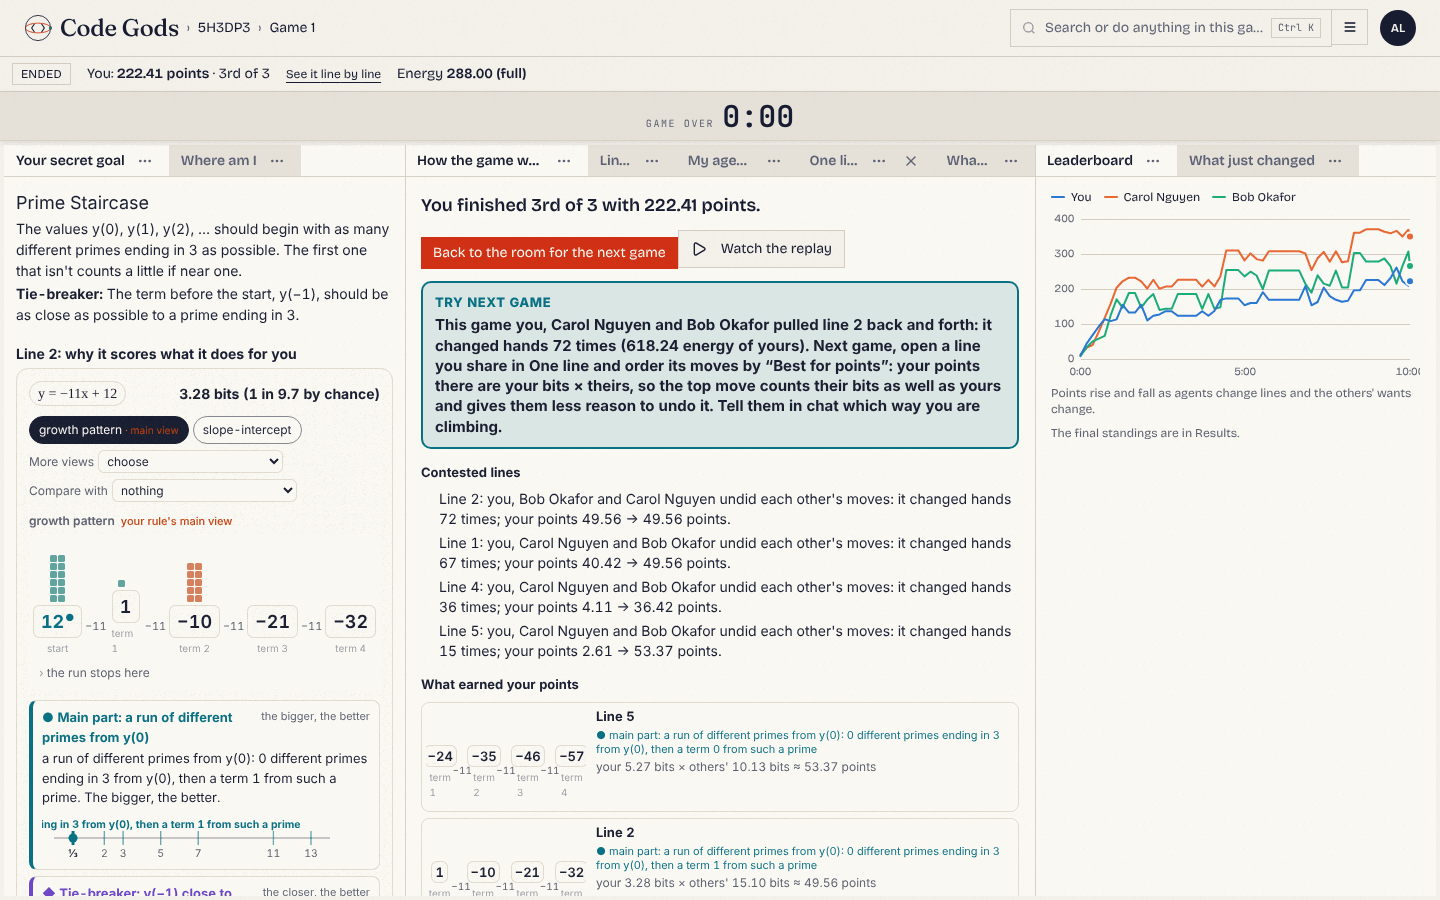 Code Gods › 5H3DP3 › Game 1
Search or do anything in this ga... Ctrl K ≡ AL
ENDED You: 222.41 points · 3rd of 3 See it line by line Energy 288.00 (full)
GAME OVER 0:00
Your secret goal ··· Where am I ···
Prime Staircase
The values y(0), y(1), y(2), ... should begin with as many
different primes ending in 3 as possible. The first one
that isn't counts a little if near one.
Tie-breaker: The term before the start, y(−1), should be
as close as possible to a prime ending in 3.
Line 2: why it scores what it does for you
y = −11x + 12 3.28 bits (1 in 9.7 by chance)
growth pattern · main view slope-intercept
More views choose
Compare with nothing
growth pattern your rule's main view
12 −11 1 −11 −10 −11 −21 −11 −32
start term 1 term 2 term 3 term 4
› the run stops here
Main part: a run of different primes from y(0) the bigger, the better
a run of different primes from y(0): 0 different primes
ending in 3 from y(0), then a term 1 from such a
prime. The bigger, the better.
ing in 3 from y(0), then a term 1 from such a prime
⅓ 2 3 5 7 11 13
Tie-breaker: y(−1) close to the closer, the better
How the game w... ··· Lin... ··· My age... ··· One li... ··· × Wha... ···
You finished 3rd of 3 with 222.41 points.
Back to the room for the next game Watch the replay
TRY NEXT GAME
This game you, Carol Nguyen and Bob Okafor pulled line 2 back and forth: it
changed hands 72 times (618.24 energy of yours). Next game, open a line
you share in One line and order its moves by “Best for points”: your points
there are your bits × theirs, so the top move counts their bits as well as yours
and gives them less reason to undo it. Tell them in chat which way you are
climbing.
Contested lines
Line 2: you, Bob Okafor and Carol Nguyen undid each other's moves: it changed hands
72 times; your points 49.56 → 49.56 points.
Line 1: you, Carol Nguyen and Bob Okafor undid each other's moves: it changed hands
67 times; your points 40.42 → 49.56 points.
Line 4: you, Carol Nguyen and Bob Okafor undid each other's moves: it changed hands
36 times; your points 4.11 → 36.42 points.
Line 5: you, Carol Nguyen and Bob Okafor undid each other's moves: it changed hands
15 times; your points 2.61 → 53.37 points.
What earned your points
−24 −11 −35 −11 −46 −11 −57
term 1 term 2 term 3 term 4
Line 5
main part: a run of different primes from y(0): 0 different primes ending in 3
from y(0), then a term 0 from such a prime
your 5.27 bits × others' 10.13 bits ≈ 53.37 points
1 −11 −10 −11 −21 −11 −32
term term term term
Line 2
main part: a run of different primes from y(0): 0 different primes ending in 3
from y(0), then a term 1 from such a prime
your 3.28 bits × others' 15.10 bits ≈ 49.56 points
Leaderboard ··· What just changed ···
You Carol Nguyen Bob Okafor
400
300
200
100
0
0:00 5:00 10:00
Points rise and fall as agents change lines and the others' wants
change.
The final standings are in Results.